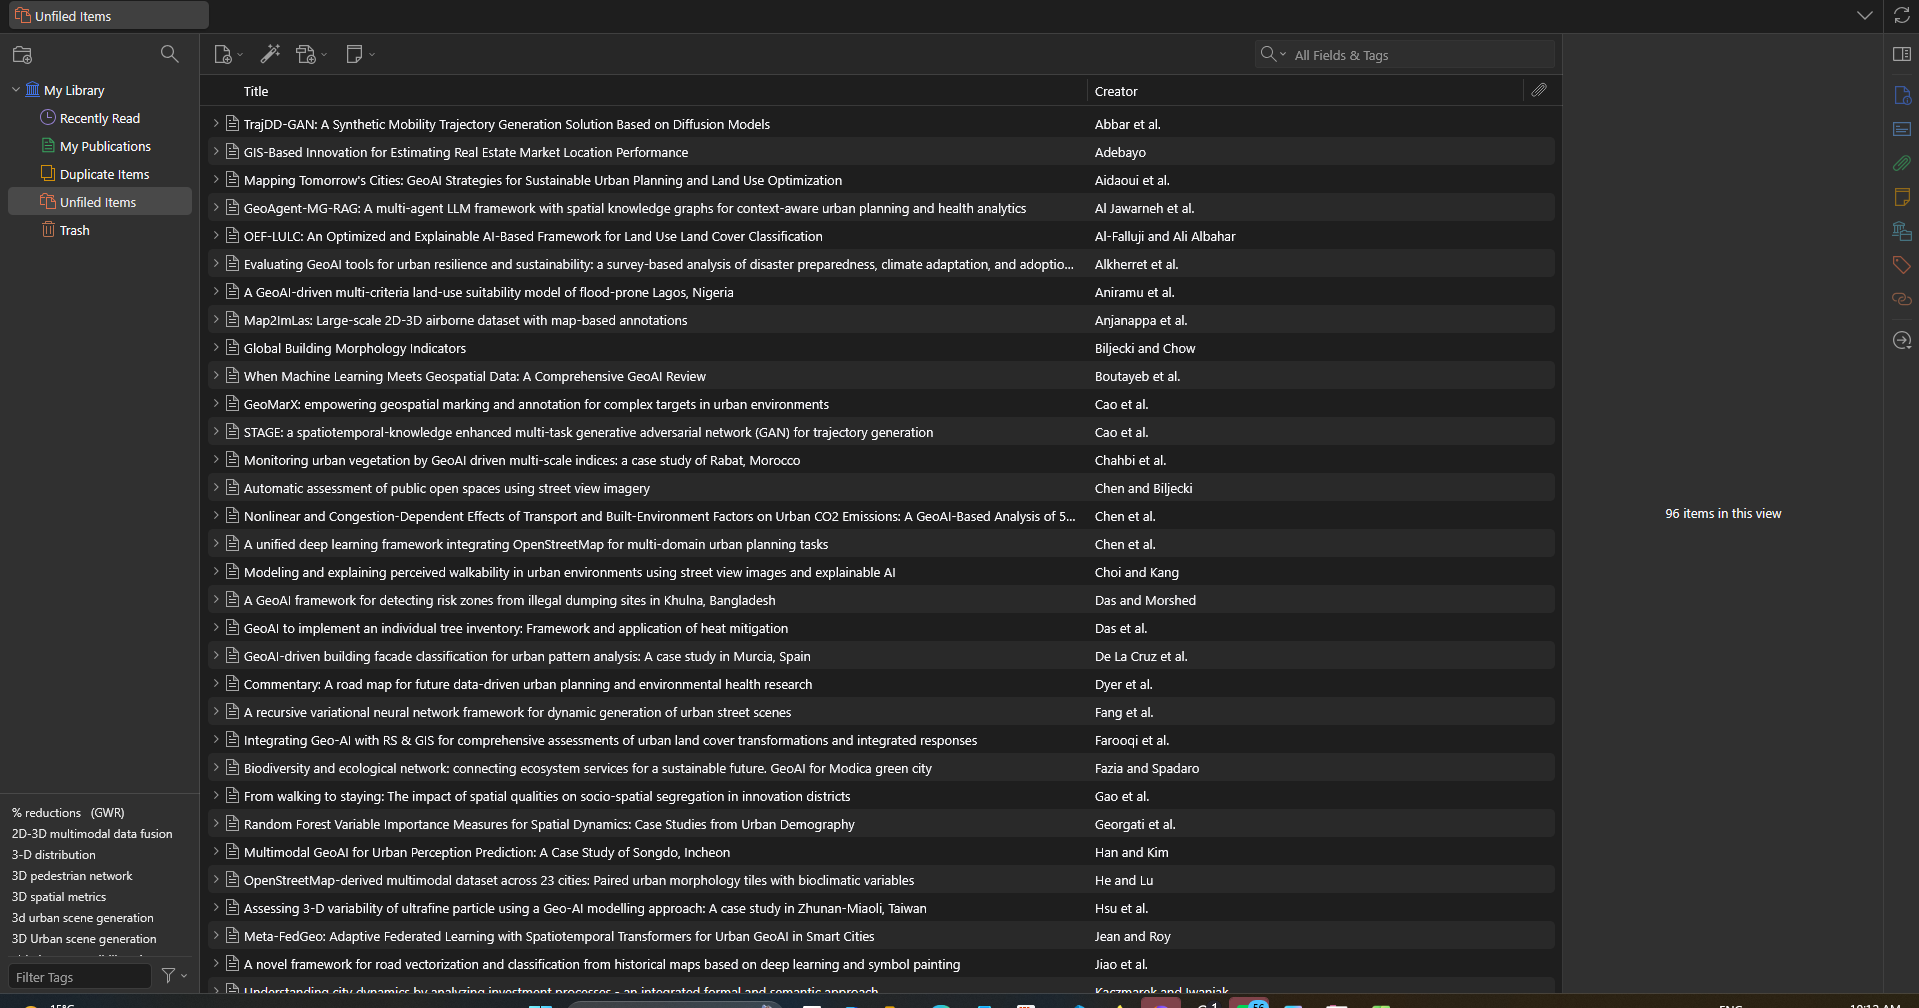 Unfiled Items
My Library
Recently Read
My Publications
Duplicate Items
Unfiled Items
Trash
% reductions (GWR)
2D-3D multimodal data fusion
3-D distribution
3D pedestrian network
3D spatial metrics
3d urban scene generation
3D Urban scene generation
Filter Tags
All Fields & Tags
Title Creator
TrajDD-GAN: A Synthetic Mobility Trajectory Generation Solution Based on Diffusion Models Abbar et al.
GIS-Based Innovation for Estimating Real Estate Market Location Performance Adebayo
Mapping Tomorrow's Cities: GeoAI Strategies for Sustainable Urban Planning and Land Use Optimization Aidaoui et al.
GeoAgent-MG-RAG: A multi-agent LLM framework with spatial knowledge graphs for context-aware urban planning and health analytics Al Jawarneh et al.
OEF-LULC: An Optimized and Explainable AI-Based Framework for Land Use Land Cover Classification Al-Falluji and Ali Albahar
Evaluating GeoAI tools for urban resilience and sustainability: a survey-based analysis of disaster preparedness, climate adaptation, and adoptio... Alkherret et al.
A GeoAI-driven multi-criteria land-use suitability model of flood-prone Lagos, Nigeria Aniramu et al.
Map2ImLas: Large-scale 2D-3D airborne dataset with map-based annotations Anjanappa et al.
Global Building Morphology Indicators Biljecki and Chow
When Machine Learning Meets Geospatial Data: A Comprehensive GeoAI Review Boutayeb et al.
GeoMarX: empowering geospatial marking and annotation for complex targets in urban environments Cao et al.
STAGE: a spatiotemporal-knowledge enhanced multi-task generative adversarial network (GAN) for trajectory generation Cao et al.
Monitoring urban vegetation by GeoAI driven multi-scale indices: a case study of Rabat, Morocco Chahbi et al.
Automatic assessment of public open spaces using street view imagery Chen and Biljecki
Nonlinear and Congestion-Dependent Effects of Transport and Built-Environment Factors on Urban CO2 Emissions: A GeoAI-Based Analysis of 5... Chen et al.
A unified deep learning framework integrating OpenStreetMap for multi-domain urban planning tasks Chen et al.
Modeling and explaining perceived walkability in urban environments using street view images and explainable AI Choi and Kang
A GeoAI framework for detecting risk zones from illegal dumping sites in Khulna, Bangladesh Das and Morshed
GeoAI to implement an individual tree inventory: Framework and application of heat mitigation Das et al.
GeoAI-driven building facade classification for urban pattern analysis: A case study in Murcia, Spain De La Cruz et al.
Commentary: A road map for future data-driven urban planning and environmental health research Dyer et al.
A recursive variational neural network framework for dynamic generation of urban street scenes Fang et al.
Integrating Geo-AI with RS & GIS for comprehensive assessments of urban land cover transformations and integrated responses Farooqi et al.
Biodiversity and ecological network: connecting ecosystem services for a sustainable future. GeoAI for Modica green city Fazia and Spadaro
From walking to staying: The impact of spatial qualities on socio-spatial segregation in innovation districts Gao et al.
Random Forest Variable Importance Measures for Spatial Dynamics: Case Studies from Urban Demography Georgati et al.
Multimodal GeoAI for Urban Perception Prediction: A Case Study of Songdo, Incheon Han and Kim
OpenStreetMap-derived multimodal dataset across 23 cities: Paired urban morphology tiles with bioclimatic variables He and Lu
Assessing 3-D variability of ultrafine particle using a Geo-AI modelling approach: A case study in Zhunan-Miaoli, Taiwan Hsu et al.
Meta-FedGeo: Adaptive Federated Learning with Spatiotemporal Transformers for Urban GeoAI in Smart Cities Jean and Roy
A novel framework for road vectorization and classification from historical maps based on deep learning and symbol painting Jiao et al.
Understanding city dynamics by analyzing investment processes - an integrated formal and semantic approach Kaczmarek and Iwaniak
96 items in this view